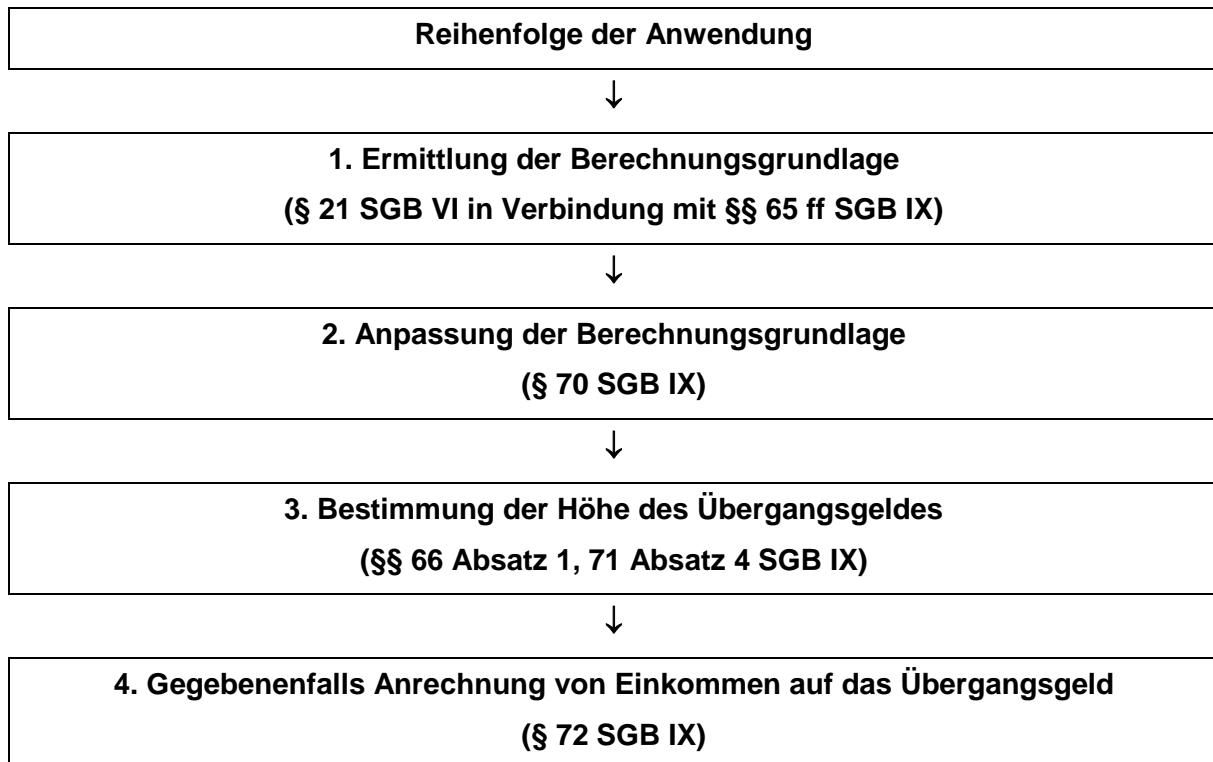 Reihenfolge der Anwendung
↓
1. Ermittlung der Berechnungsgrundlage
(§ 21 SGB VI in Verbindung mit §§ 65 ff SGB IX)
↓
2. Anpassung der Berechnungsgrundlage
(§ 70 SGB IX)
↓
3. Bestimmung der Höhe des Übergangsgeldes
(§§ 66 Absatz 1, 71 Absatz 4 SGB IX)
↓
4. Gegebenenfalls Anrechnung von Einkommen auf das Übergangsgeld
(§ 72 SGB IX)